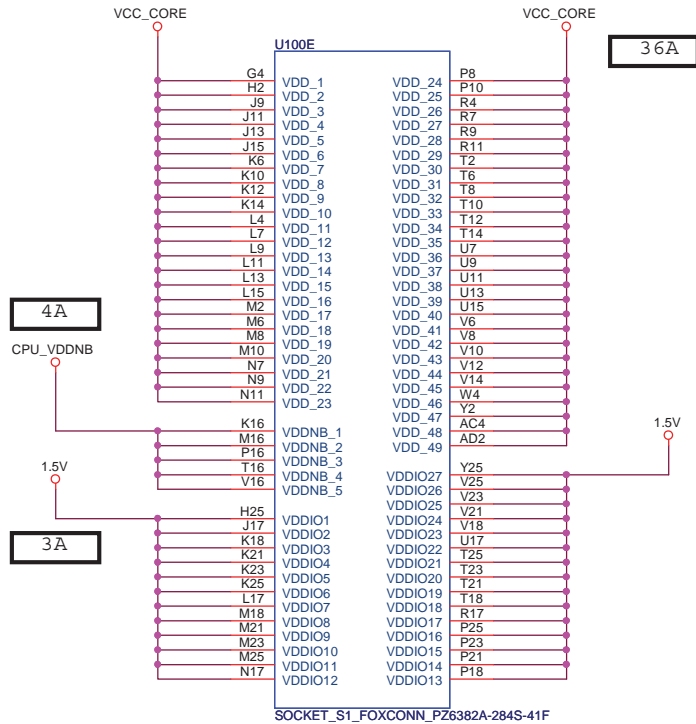 VCC_CORE
VCC_CORE
36A
U100E
G4 VDD_1 VDD_24 P8
H2 VDD_2 VDD_25 P10
J9 VDD_3 VDD_26 R4
J11 VDD_4 VDD_27 R7
J13 VDD_5 VDD_28 R9
J15 VDD_6 VDD_29 R11
K6 VDD_7 VDD_30 T2
K10 VDD_8 VDD_31 T6
K12 VDD_9 VDD_32 T8
K14 VDD_10 VDD_33 T10
L4 VDD_11 VDD_34 T12
L7 VDD_12 VDD_35 T14
L9 VDD_13 VDD_36 U7
L11 VDD_14 VDD_37 U9
L13 VDD_15 VDD_38 U11
L15 VDD_16 VDD_39 U13
M2 VDD_17 VDD_40 U15
M6 VDD_18 VDD_41 V6
M8 VDD_19 VDD_42 V8
M10 VDD_20 VDD_43 V10
N7 VDD_21 VDD_44 V12
N9 VDD_22 VDD_45 V14
N11 VDD_23 VDD_46 W4
VDD_47 Y2
VDD_48 AC4
VDD_49 AD2
4A
CPU_VDDNB
K16 VDDNB_1
M16 VDDNB_2
P16 VDDNB_3
T16 VDDNB_4
V16 VDDNB_5
1.5V
1.5V
3A
VDDIO27 Y25
VDDIO26 V25
VDDIO25 V23
H25 VDDIO1 VDDIO24 V21
J17 VDDIO2 VDDIO23 V18
K18 VDDIO3 VDDIO22 U17
K21 VDDIO4 VDDIO21 T25
K23 VDDIO5 VDDIO20 T23
K25 VDDIO6 VDDIO19 T21
L17 VDDIO7 VDDIO18 T18
M18 VDDIO8 VDDIO17 R17
M21 VDDIO9 VDDIO16 P25
M23 VDDIO10 VDDIO15 P23
M25 VDDIO11 VDDIO14 P21
N17 VDDIO12 VDDIO13 P18
SOCKET_S1_FOXCONN_PZ6382A-284S-41F